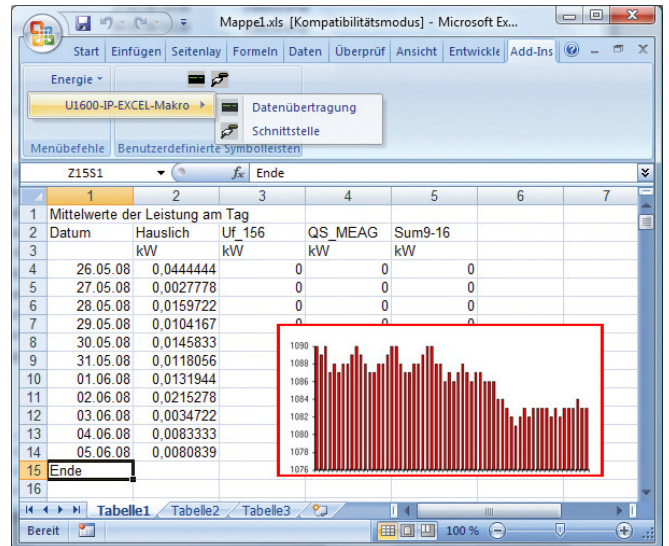 Mappe1.xls [Kompatibilitätsmodus] - Microsoft Ex...
Start Einfügen Seitenlay Formeln Daten Überprüf Ansicht Entwickle Add-Ins
Energie
U1600-IP-EXCEL-Makro
Datenübertragung
Schnittstelle
Menübefehle Benutzerdefinierte Symbolleisten
Z15S1 fx Ende
1 2 3 4 5 6 7
1 Mittelwerte der Leistung am Tag
2 Datum Hauslich Uf_156 QS_MEAG Sum9-16
3 kW kW kW kW
4 26.05.08 0,0444444 0 0 0
5 27.05.08 0,0027778 0 0 0
6 28.05.08 0,0159722 0 0 0
7 29.05.08 0,0104167 0 0 0
8 30.05.08 0,0145833
9 31.05.08 0,0118056
10 01.06.08 0,0131944
11 02.06.08 0,0215278
12 03.06.08 0,0034722
13 04.06.08 0,0083333
14 05.06.08 0,0080839
15 Ende
16
1090
1088
1086
1084
1082
1080
1078
1076
Tabelle1 Tabelle2 Tabelle3
Bereit 100 %